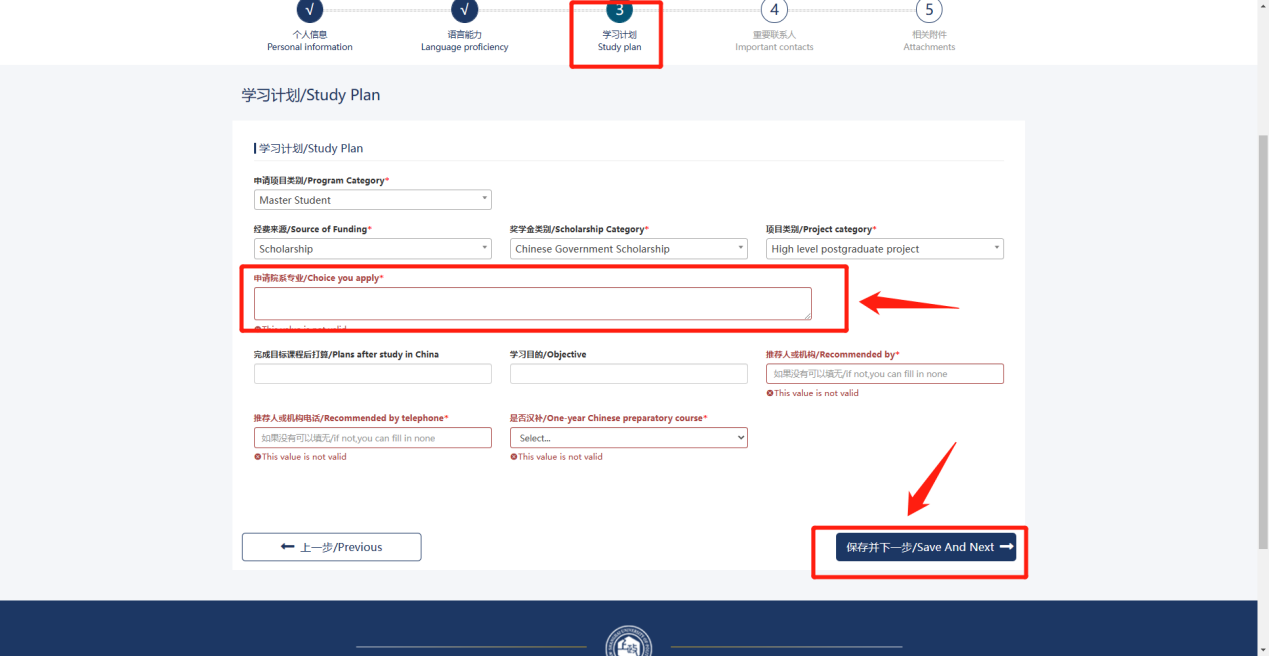 √ √ 3 4 5
个人信息 语言能力 学习计划 重要联系人 相关附件
Personal information Language proficiency Study plan Important contacts Attachments
学习计划/Study Plan
学习计划/Study Plan
申请项目类别/Program Category*
Master Student
经费来源/Source of Funding* 奖学金类别/Scholarship Category* 项目类别/Project category*
Scholarship Chinese Government Scholarship High level postgraduate project
申请院系专业/Choice you apply*
This value is not valid
完成目标课程后打算/Plans after study in China 学习目的/Objective 推荐人或机构/Recommended by*
如果没有可以填无/if not,you can fill in none
This value is not valid
推荐人或机构电话/Recommended by telephone* 是否汉补/One-year Chinese preparatory course*
如果没有可以填无/if not,you can fill in none Select...
This value is not valid This value is not valid
上一步/Previous 保存并下一步/Save And Next